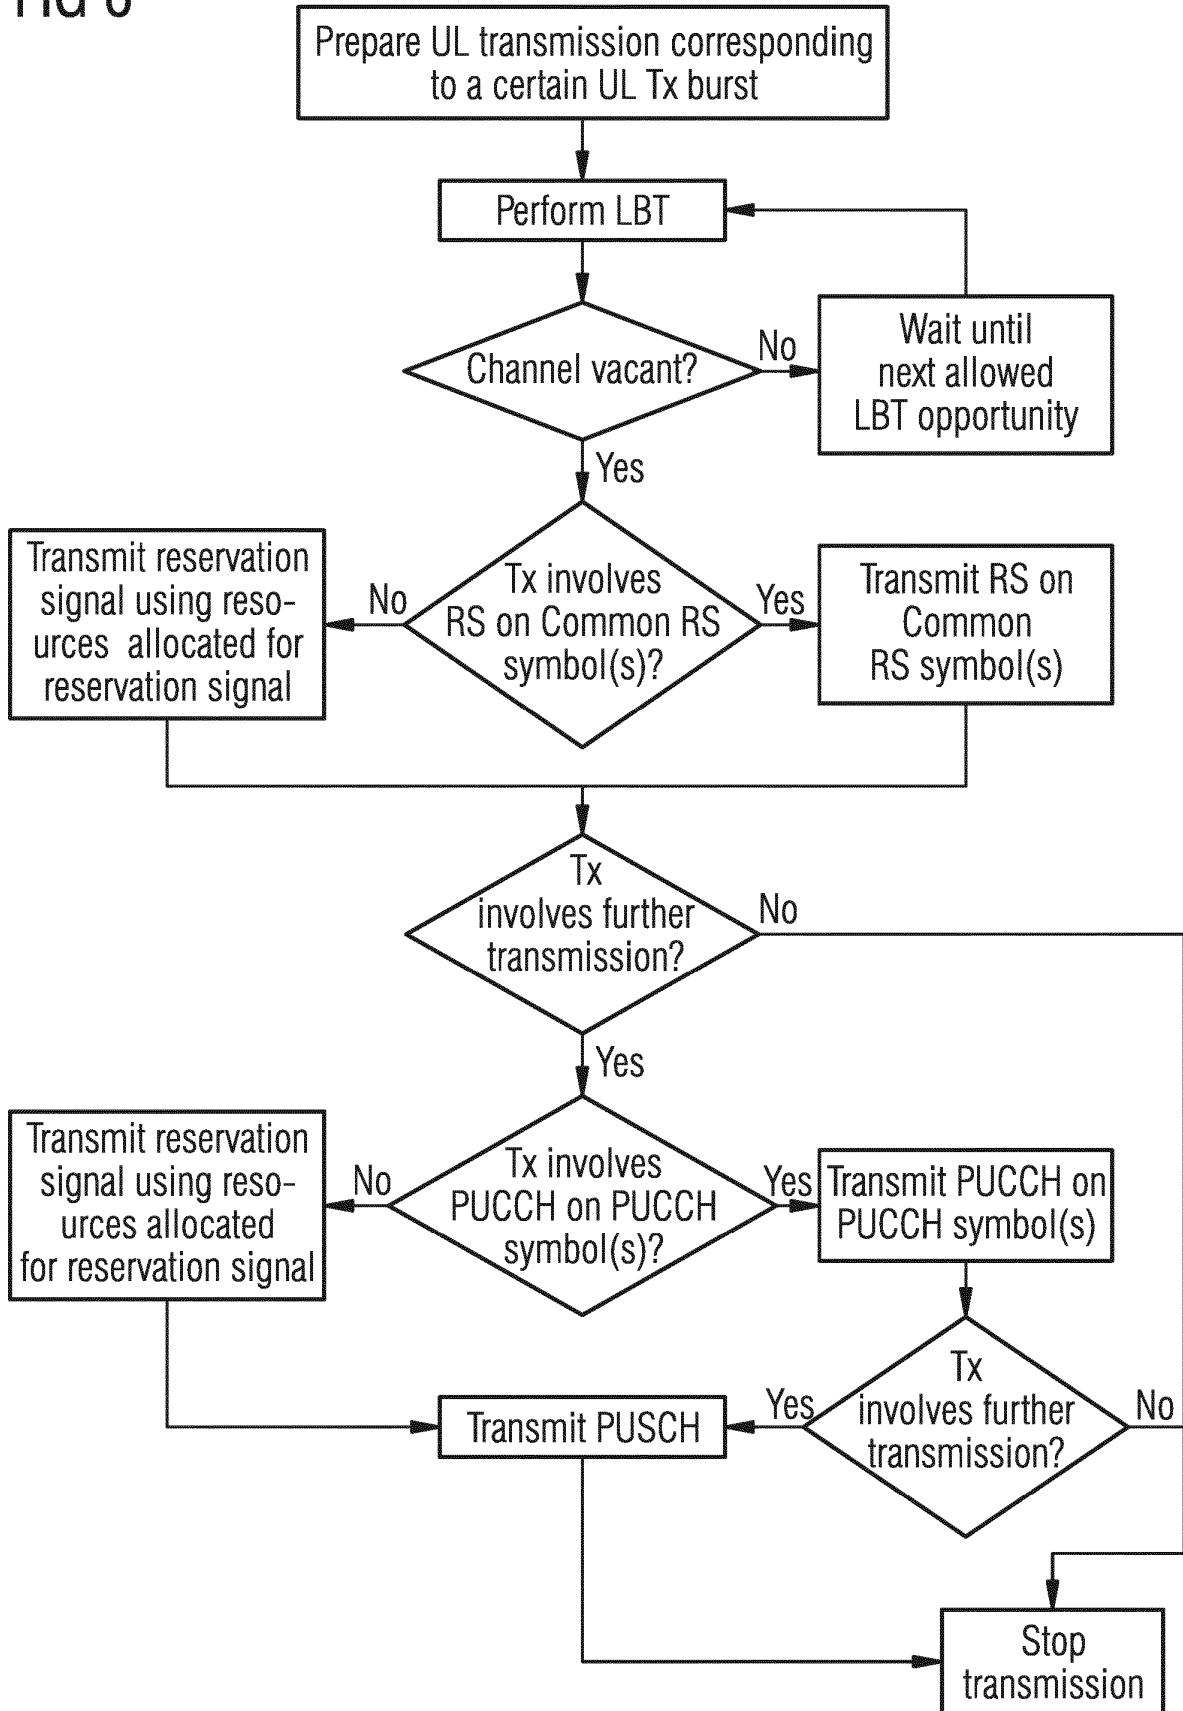 Prepare UL transmission corresponding
to a certain UL Tx burst
Perform LBT
Channel vacant?
No
Wait until
next allowed
LBT opportunity
Yes
Transmit reservation
signal using reso-
urces allocated for
reservation signal
No
Tx involves
RS on Common RS
symbol(s)?
Yes
Transmit RS on
Common
RS symbol(s)
Tx
involves further
transmission?
No
Yes
Transmit reservation
signal using reso-
urces allocated
for reservation signal
No
Tx involves
PUCCH on PUCCH
symbol(s)?
Yes
Transmit PUCCH on
PUCCH symbol(s)
Transmit PUSCH
Yes
Tx
involves further
transmission?
No
Stop
transmission